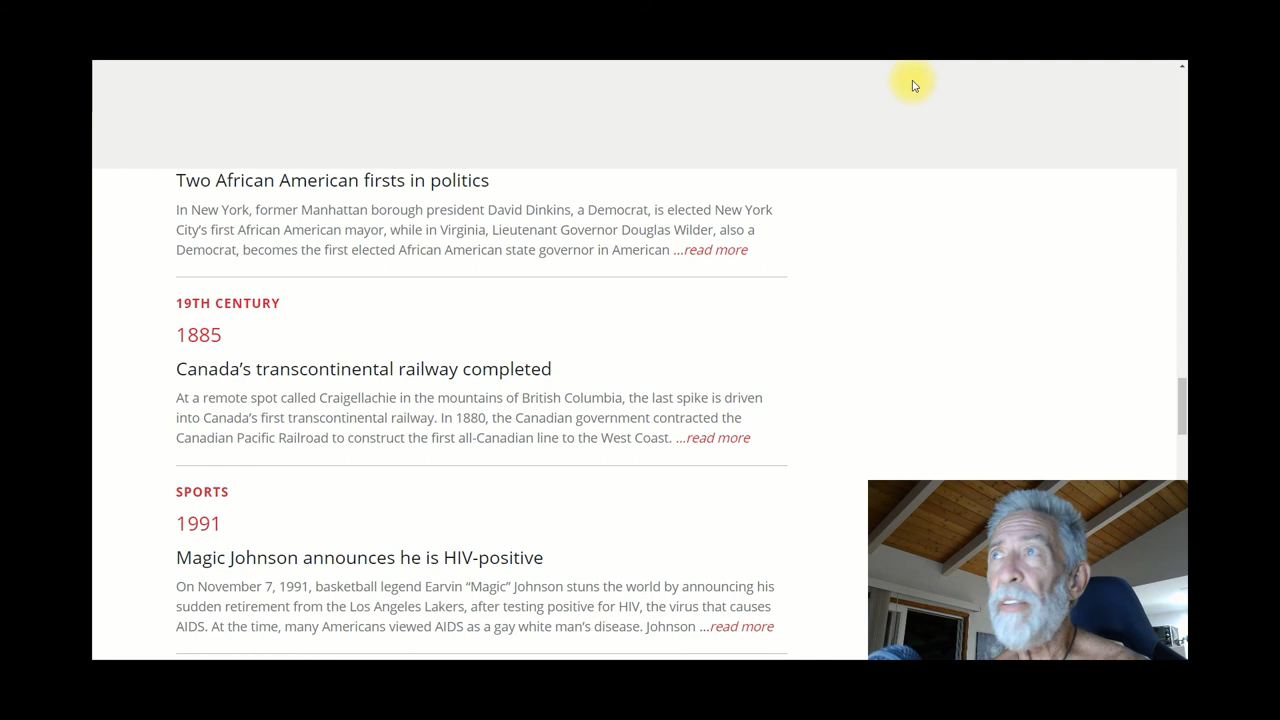 Two African American firsts in politics
In New York, former Manhattan borough president David Dinkins, a Democrat, is elected New York
City’s first African American mayor, while in Virginia, Lieutenant Governor Douglas Wilder, also a
Democrat, becomes the first elected African American state governor in American ...read more
19TH CENTURY
1885
Canada’s transcontinental railway completed
At a remote spot called Craigellachie in the mountains of British Columbia, the last spike is driven
into Canada’s first transcontinental railway. In 1880, the Canadian government contracted the
Canadian Pacific Railroad to construct the first all-Canadian line to the West Coast. ...read more
SPORTS
1991
Magic Johnson announces he is HIV-positive
On November 7, 1991, basketball legend Earvin “Magic” Johnson stuns the world by announcing his
sudden retirement from the Los Angeles Lakers, after testing positive for HIV, the virus that causes
AIDS. At the time, many Americans viewed AIDS as a gay white man’s disease. Johnson ...read more